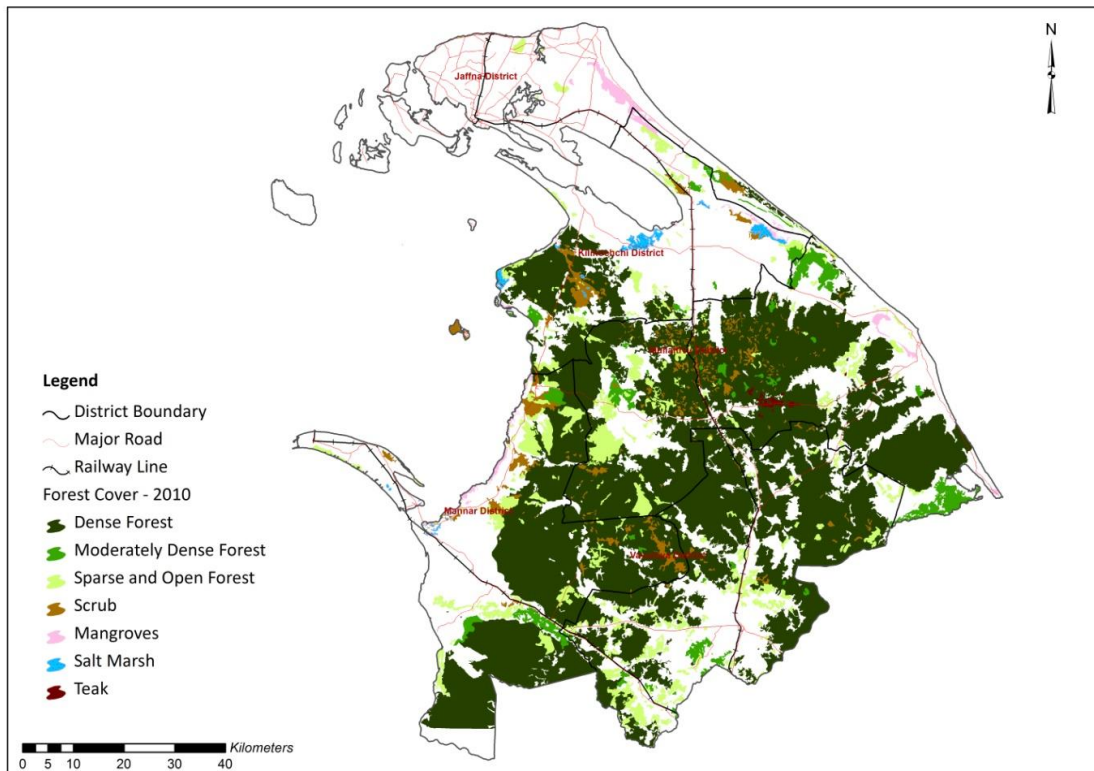 N
Jaffna District
Kilinochchi District
Mannar District
Legend
District Boundary
Major Road
Railway Line
Forest Cover - 2010
Dense Forest
Moderately Dense Forest
Sparse and Open Forest
Scrub
Mangroves
Salt Marsh
Teak
Kilometers
0 5 10 20 30 40